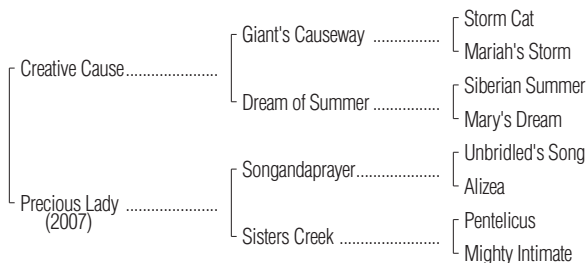 Storm Cat
Giant's Causeway ................
Mariah's Storm
Creative Cause......................
Siberian Summer
Dream of Summer ...............
Mary's Dream
Unbridled's Song
Songandaprayer...................
Alizea
Precious Lady ......................
(2007)
Pentelicus
Sisters Creek .......................
Mighty Intimate